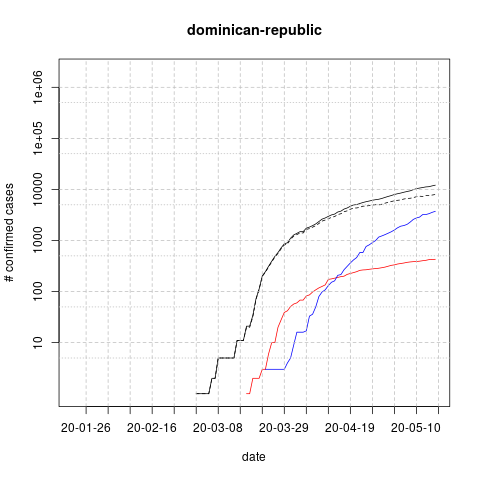 dominican-republic
# confirmed cases
1e+06
1e+05
10000
1000
100
10
20-01-26
20-02-16
20-03-08
20-03-29
20-04-19
20-05-10
date